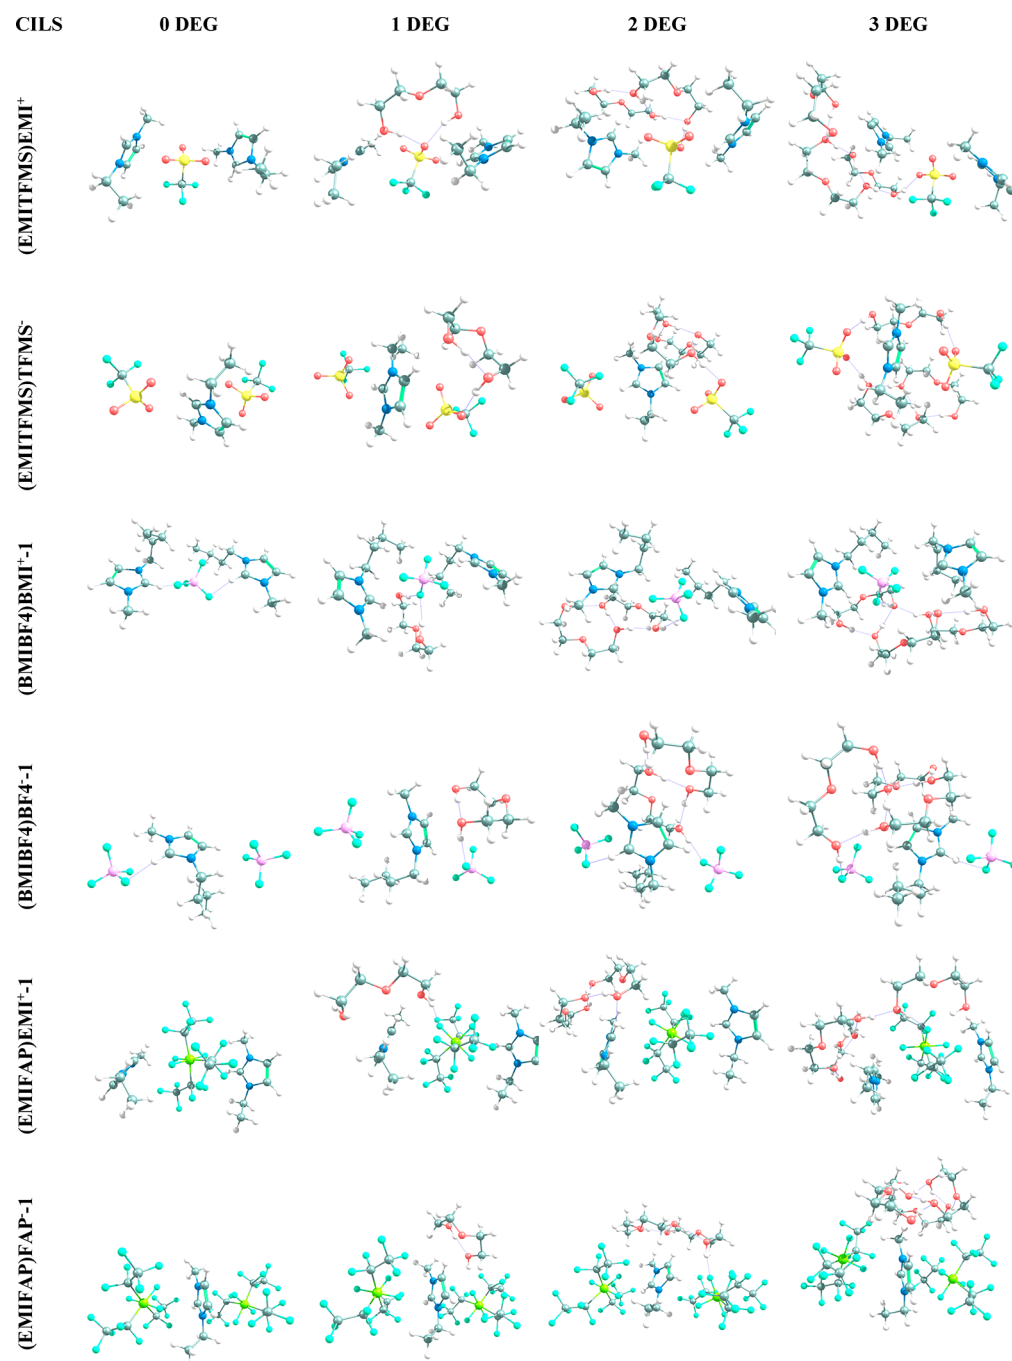 CILS 0 DEG 1 DEG 2 DEG 3 DEG
(EMITFMS)EMI⁺
(EMITFMS)TFMS⁻
(BMIBF4)BMI⁺-1
(BMIBF4)BF4⁻-1
(EMIFAP)EMI⁺-1
(EMIFAP)FAP⁻-1